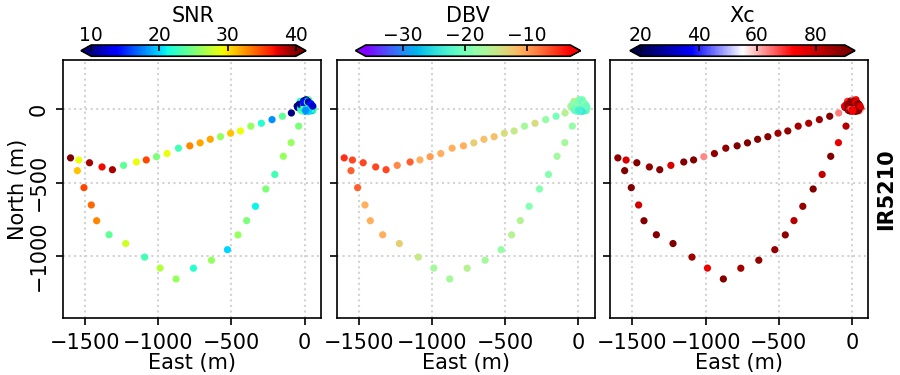 SNR DBV Xc
10 20 30 40 −30 −20 −10 20 40 60 80
North (m)
0
−500
−1000
IR5210
−1500 −1000 −500 0 −1500 −1000 −500 0 −1500 −1000 −500 0
East (m) East (m) East (m)